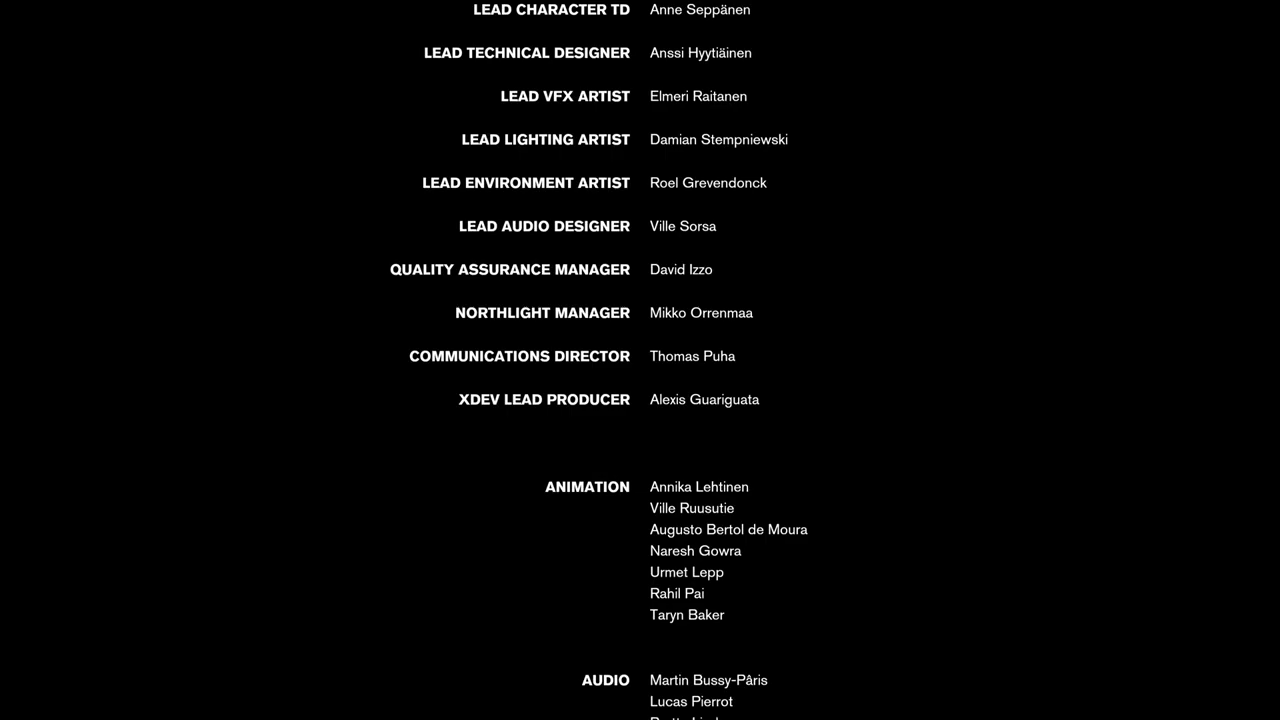 LEAD CHARACTER TD Anne Seppänen
LEAD TECHNICAL DESIGNER Anssi Hyytiäinen
LEAD VFX ARTIST Elmeri Raitanen
LEAD LIGHTING ARTIST Damian Stempniewski
LEAD ENVIRONMENT ARTIST Roel Grevendonck
LEAD AUDIO DESIGNER Ville Sorsa
QUALITY ASSURANCE MANAGER David Izzo
NORTHLIGHT MANAGER Mikko Orrenmaa
COMMUNICATIONS DIRECTOR Thomas Puha
XDEV LEAD PRODUCER Alexis Guariguata
ANIMATION Annika Lehtinen
Ville Ruusutie
Augusto Bertol de Moura
Naresh Gowra
Urmet Lepp
Rahil Pai
Taryn Baker
AUDIO Martin Bussy-Pâris
Lucas Pierrot